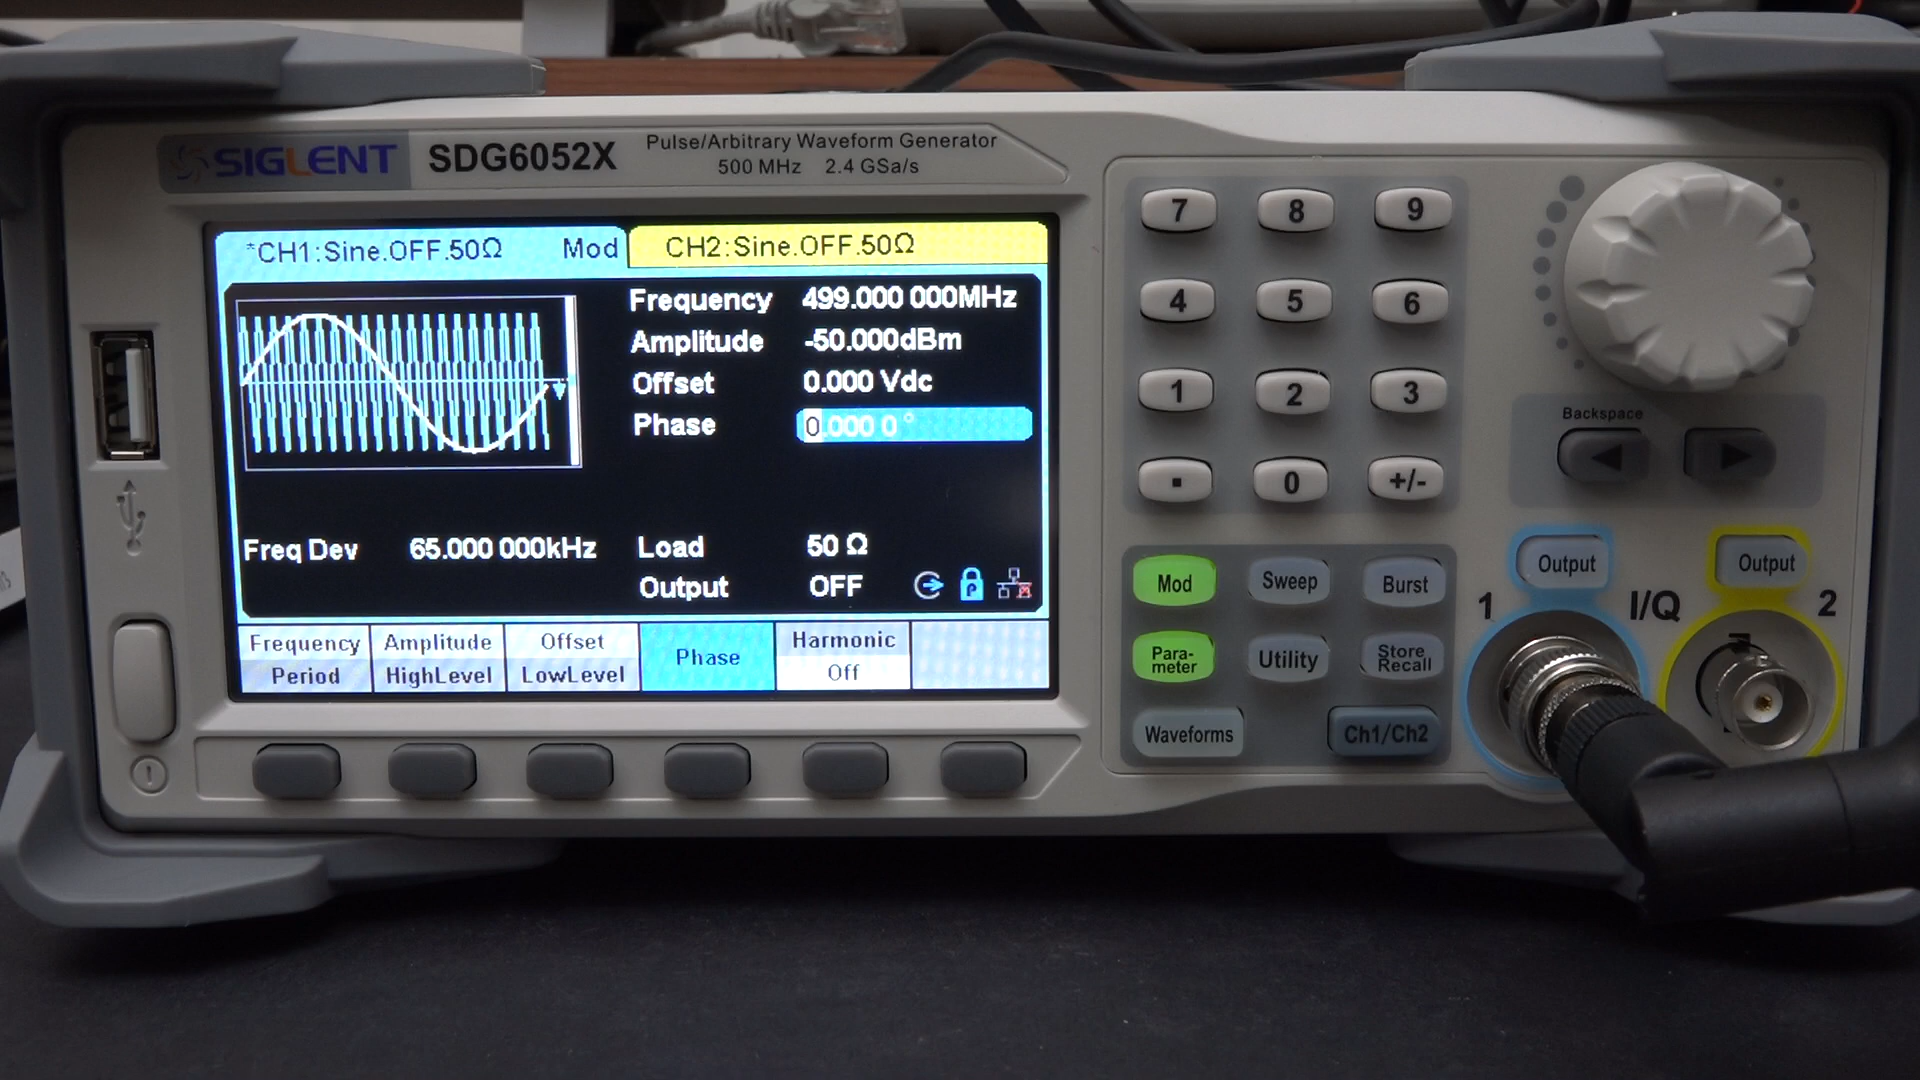 SIGLENT
SDG6052X
Pulse/Arbitrary Waveform Generator
500 MHz 2.4 GSa/s
*CH1:Sine.OFF.50Ω Mod
CH2:Sine.OFF.50Ω
Frequency 499.000 000MHz
Amplitude -50.000dBm
Offset 0.000 Vdc
Phase 0.000 0 °
Freq Dev 65.000 000kHz
Load 50 Ω
Output OFF
Frequency
Period
Amplitude
HighLevel
Offset
LowLevel
Phase
Harmonic
Off
7 8 9
4 5 6
1 2 3
. 0 +/-
Backspace
Mod Sweep Burst
Para-
meter
Utility
Store
Recall
Waveforms Ch1/Ch2
Output Output
1 I/Q 2